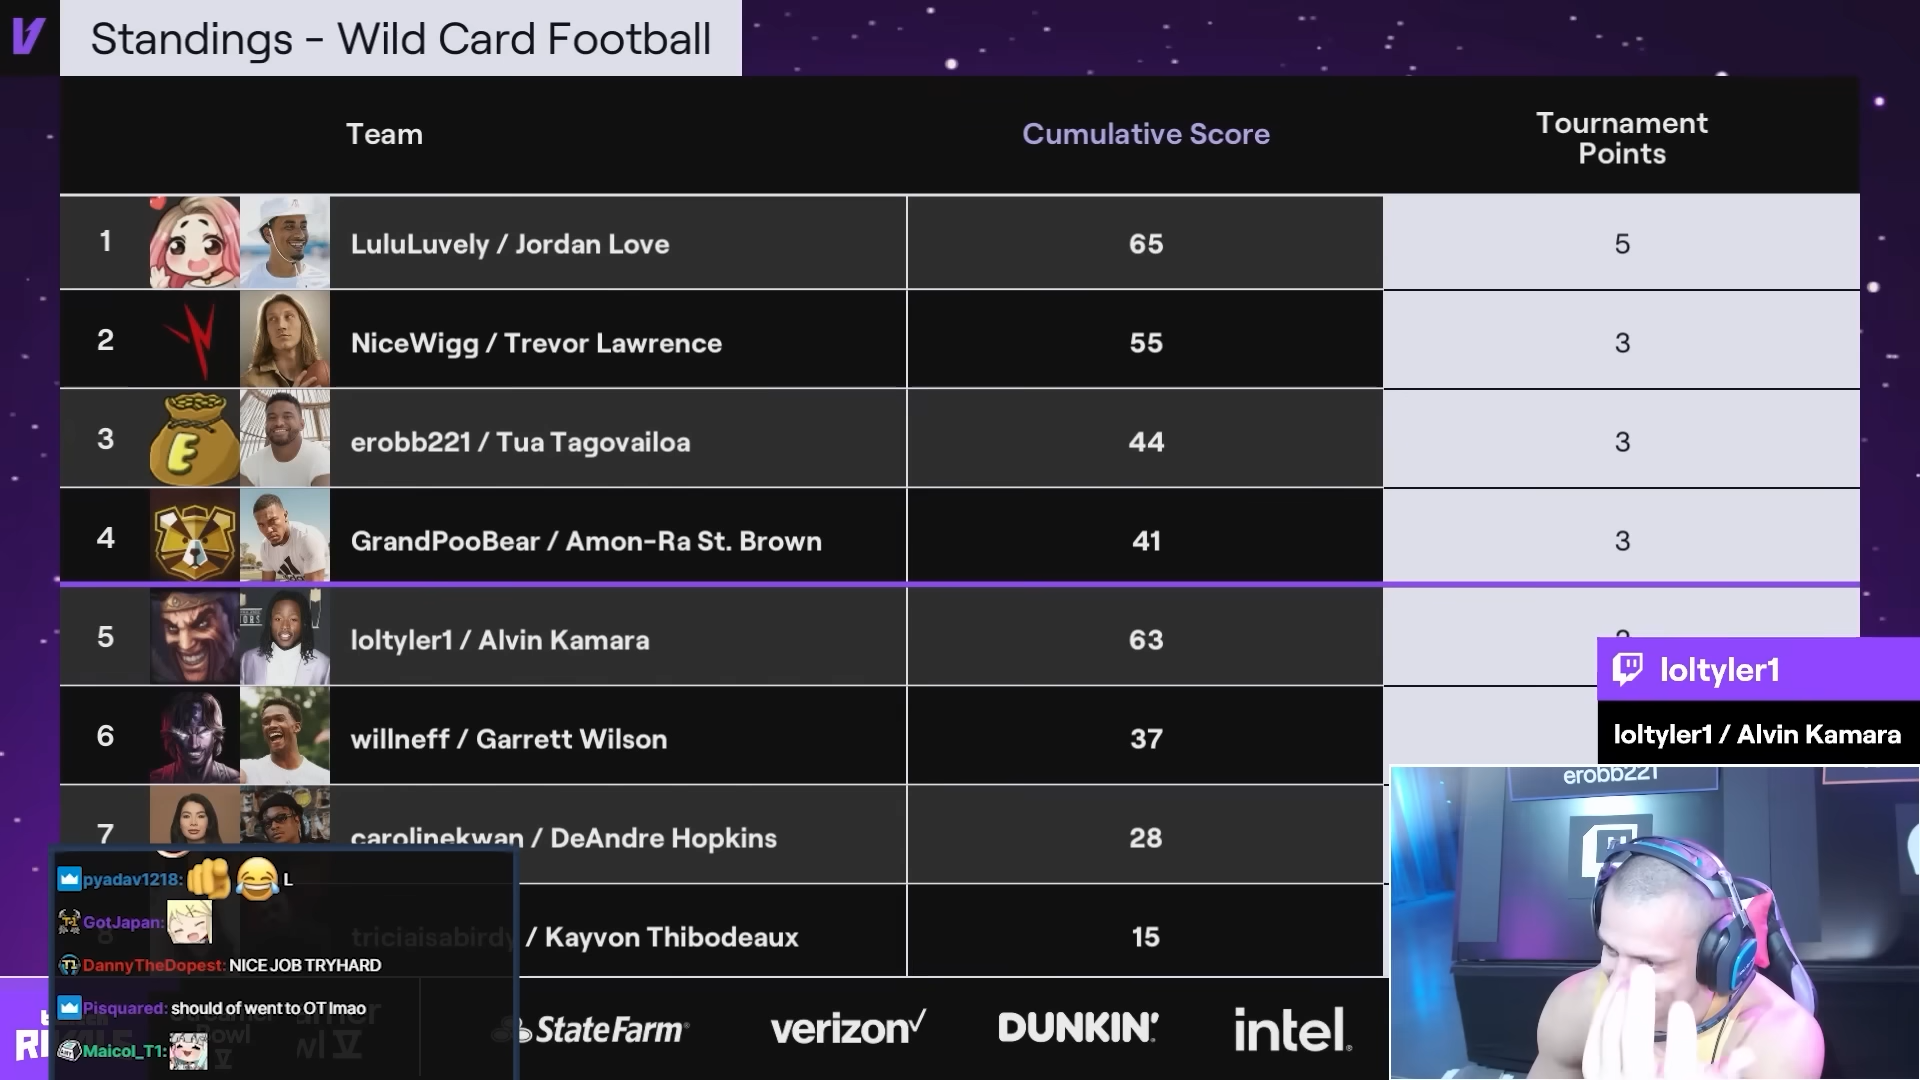 Standings - Wild Card Football
Team
Cumulative Score
Tournament
Points
1
LuluLuvely / Jordan Love
65
5
2
NiceWigg / Trevor Lawrence
55
3
3
erobb221 / Tua Tagovailoa
44
3
4
GrandPooBear / Amon-Ra St. Brown
41
3
5
loltyler1 / Alvin Kamara
63
6
willneff / Garrett Wilson
37
7
carolinekwan / DeAndre Hopkins
28
8
triciaisabirdy / Kayvon Thibodeaux
15
loltyler1
loltyler1 / Alvin Kamara
erobb221
pyadav1218: L
GotJapan:
DannyTheDopest: NICE JOB TRYHARD
Pisquared: should of went to OT lmao
Maicol_T1:
StateFarm
verizon
DUNKIN'
intel